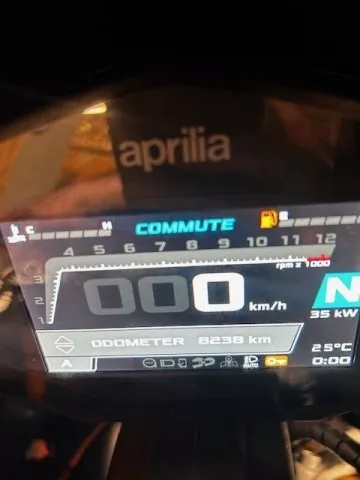 aprilia
C H COMMUTE E
4 5 6 7 8 9 10 11 12
3 rpm x 1000
2 000 km/h N
1 35 kW
ODOMETER 8238 km
25°C
A AUTO 0:00